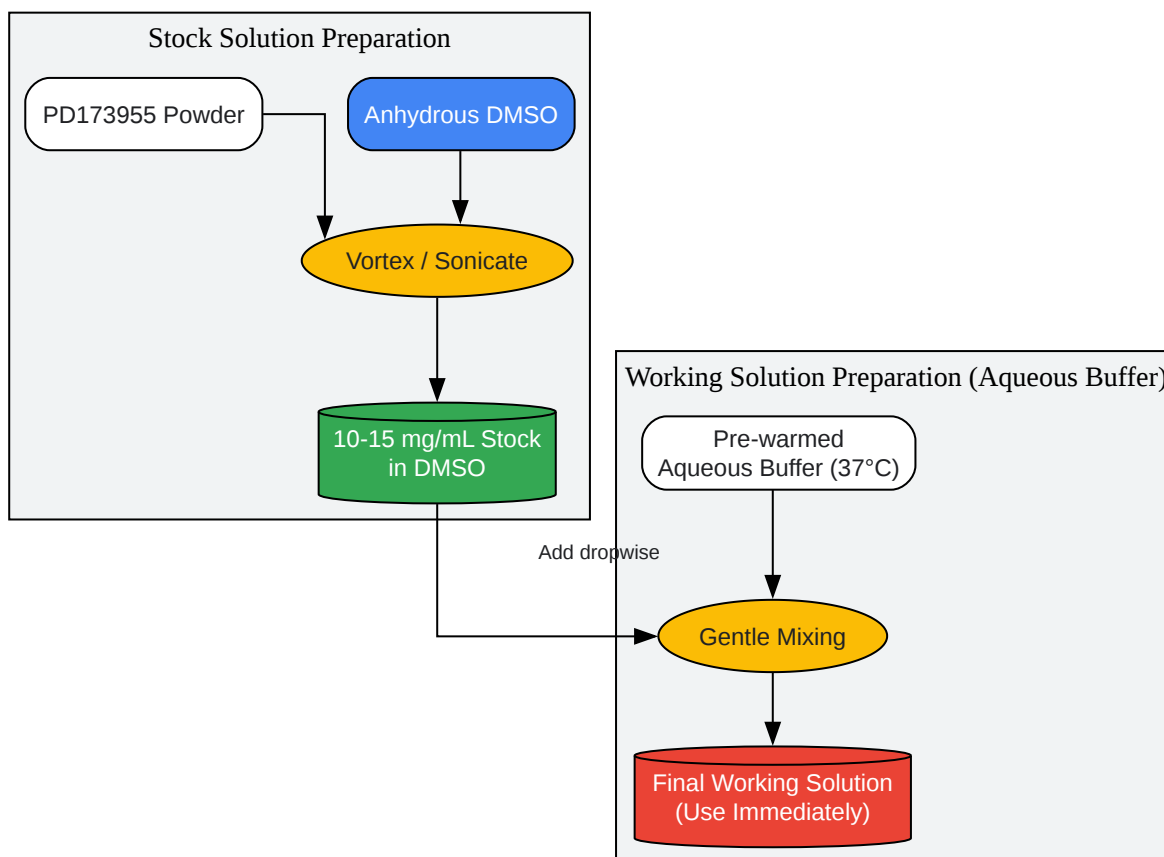 Stock Solution Preparation
PD173955 Powder
Anhydrous DMSO
Vortex / Sonicate
10-15 mg/mL Stock
in DMSO
Add dropwise
Working Solution Preparation (Aqueous Buffer)
Pre-warmed
Aqueous Buffer (37°C)
Gentle Mixing
Final Working Solution
(Use Immediately)